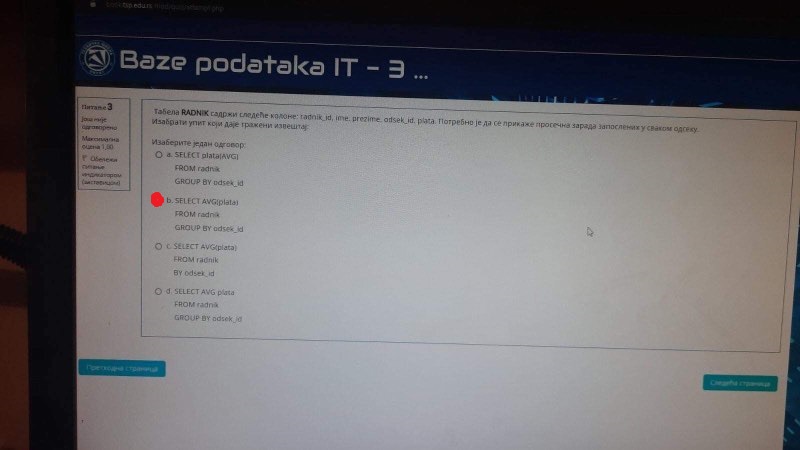 Baze podataka IT - 3 ...
Питање 3
Још није
одговорено
Максимална
оцена 1,00
Обележи
питање
индикатором
(заставицом)
Табела RADNIK садржи следеће колоне: radnik_id, ime, prezime, odsek_id, plata. Потребно је да се прикаже просечна зарада запослених у сваком одсеку.
Изабрати упит који даје тражени извештај:
Изаберите један одговор:
a. SELECT plata(AVG)
FROM radnik
GROUP BY odsek_id
b. SELECT AVG(plata)
FROM radnik
GROUP BY odsek_id
c. SELECT AVG(plata)
FROM radnik
BY odsek_id
d. SELECT AVG plata
FROM radnik
GROUP BY odsek_id
Претходна страница
Следећа страница